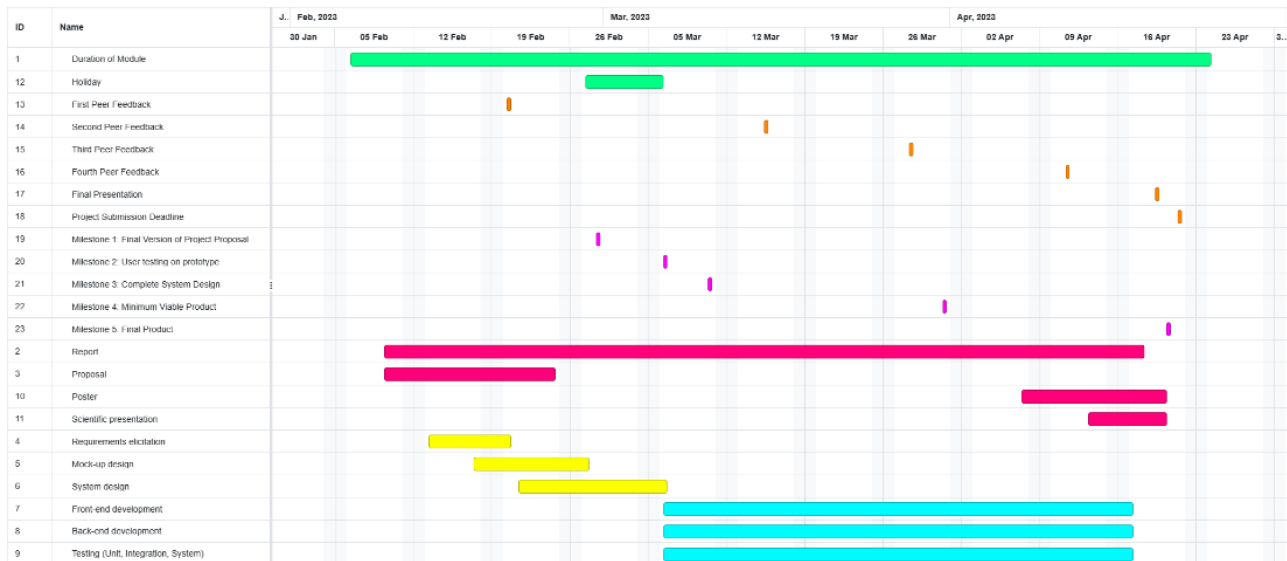 J.. Feb, 2023 Mar, 2023 Apr, 2023
ID Name
30 Jan 05 Feb 12 Feb 19 Feb 26 Feb 05 Mar 12 Mar 19 Mar 26 Mar 02 Apr 09 Apr 16 Apr 23 Apr 3..
1 Duration of Module
12 Holiday
13 First Peer Feedback
14 Second Peer Feedback
15 Third Peer Feedback
16 Fourth Peer Feedback
17 Final Presentation
18 Project Submission Deadline
19 Milestone 1: Final Version of Project Proposal
20 Milestone 2: User testing on prototype
21 Milestone 3: Complete System Design
22 Milestone 4: Minimum Viable Product
23 Milestone 5: Final Product
2 Report
3 Proposal
10 Poster
11 Scientific presentation
4 Requirements elicitation
5 Mock-up design
6 System design
7 Front-end development
8 Back-end development
9 Testing (Unit, Integration, System)